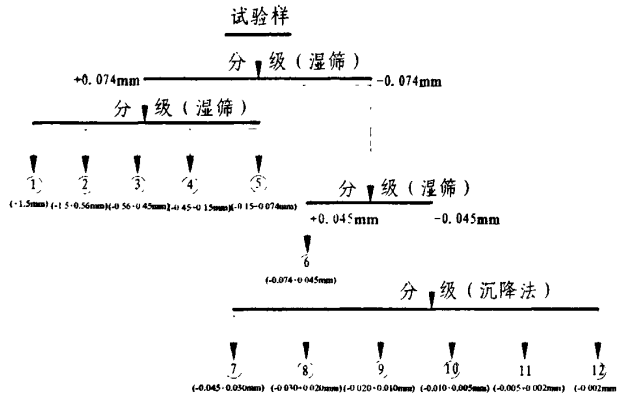 试验样
分级（湿筛）
+0.074mm -0.074mm
分级（湿筛）
1 2 3 4 5
(+1.5mm) (-1.5+0.56mm) (-0.56+0.45mm) (-0.45+0.15mm) (-0.15+0.074mm)
分级（湿筛）
+0.045mm -0.045mm
6
(-0.074+0.045mm)
分级（沉降法）
7 8 9 10 11 12
(-0.045+0.030mm) (-0.030+0.020mm) (-0.020+0.010mm) (-0.010+0.005mm) (-0.005+0.002mm) (-0.002mm)